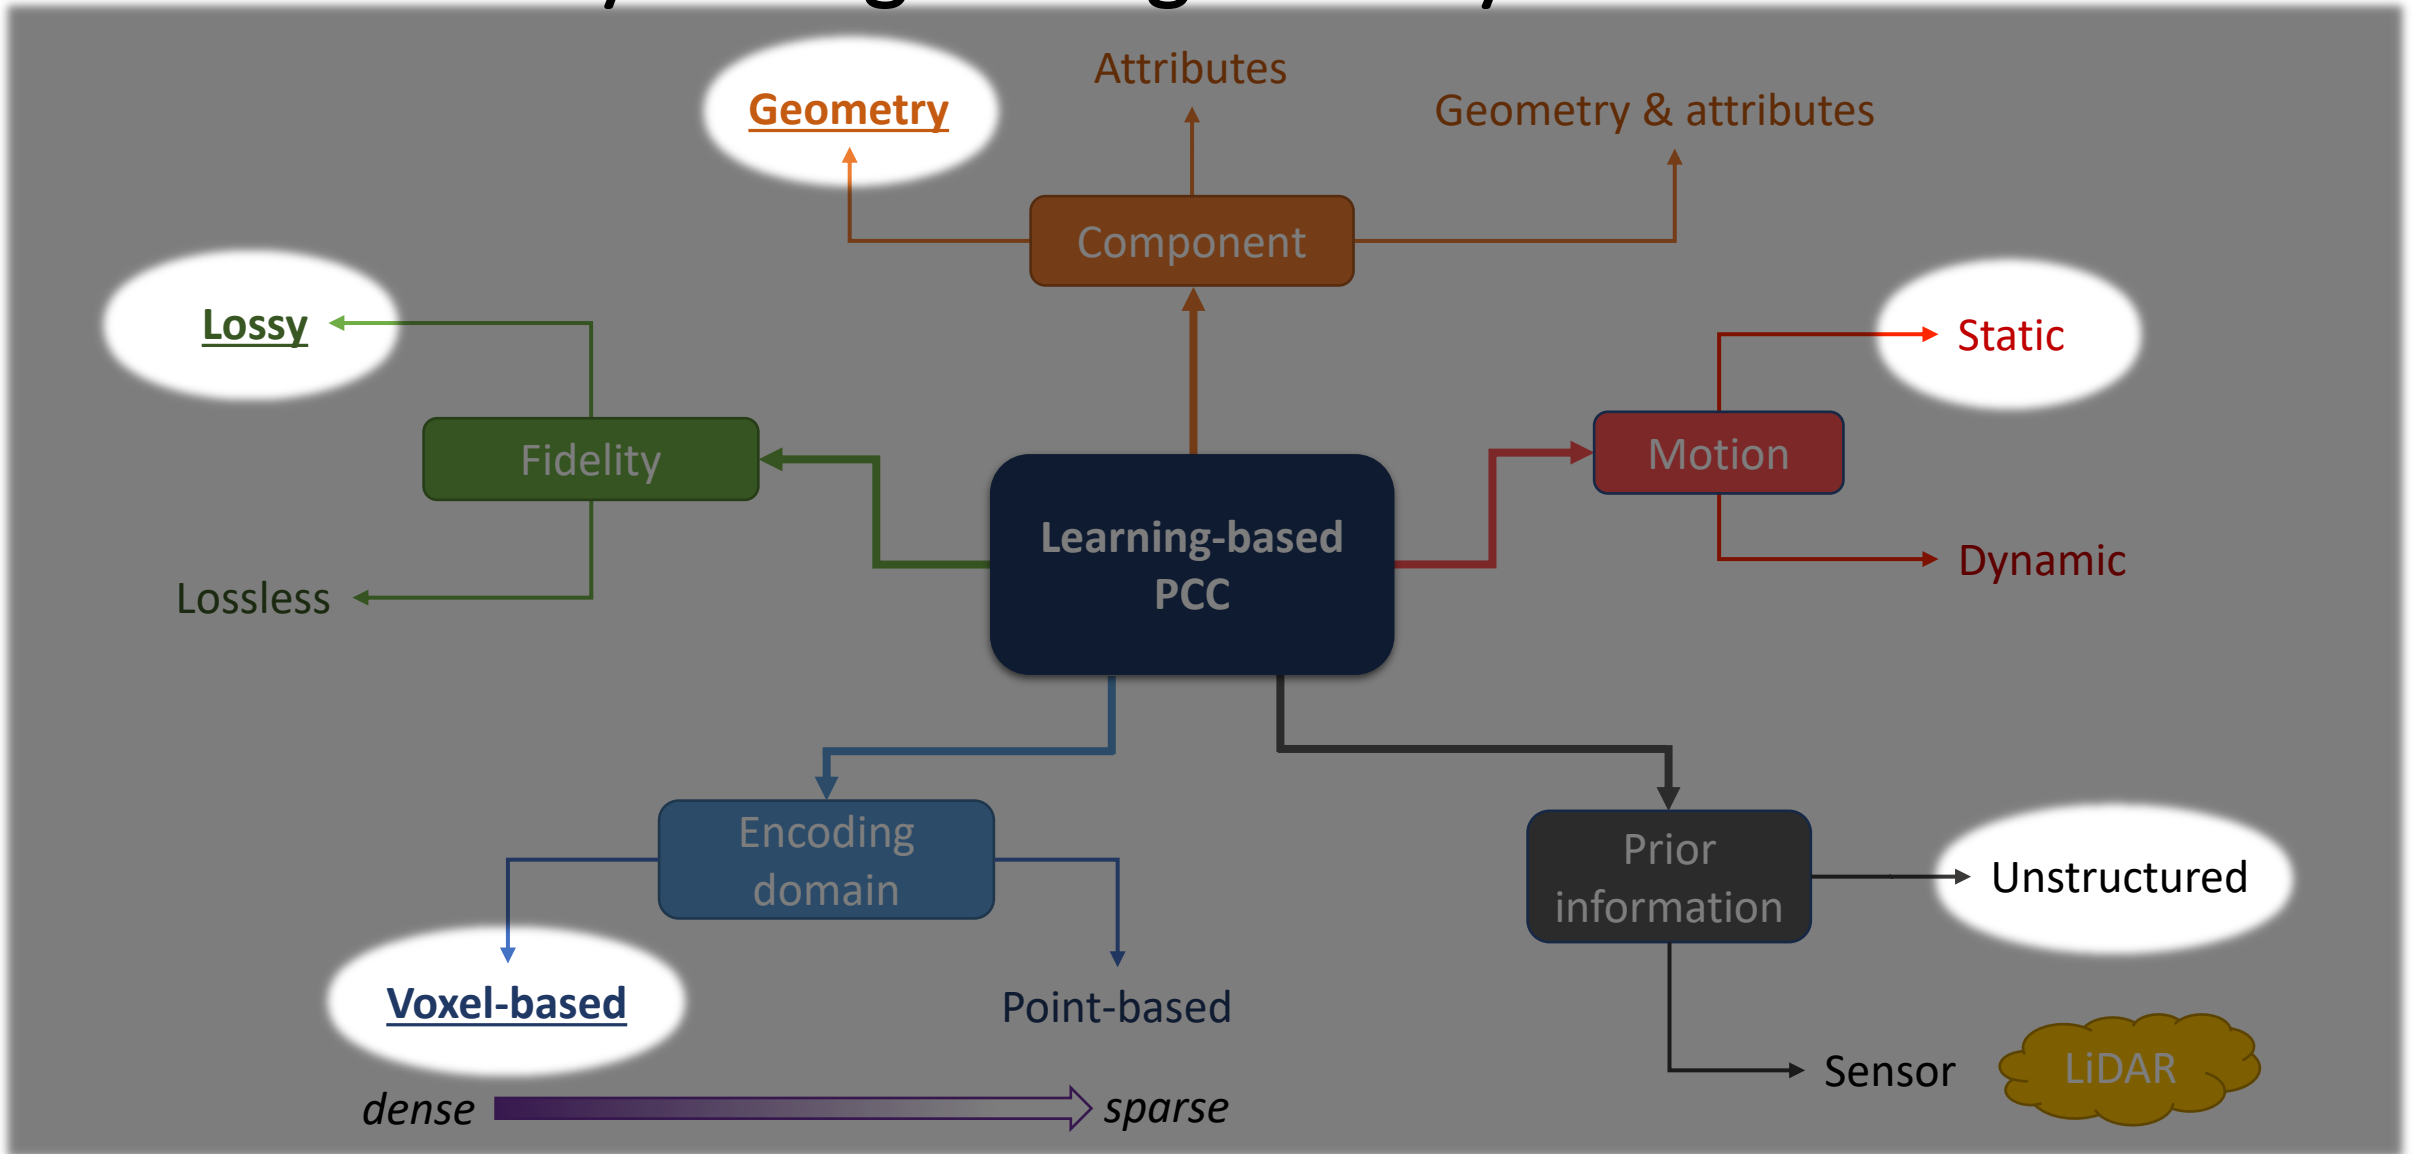 Attributes
Geometry
Geometry & attributes
Component
Lossy
Static
Fidelity
Motion
Learning-based
PCC
Dynamic
Lossless
Encoding
domain
Prior
information
Unstructured
Voxel-based
Point-based
Sensor
LiDAR
dense
sparse